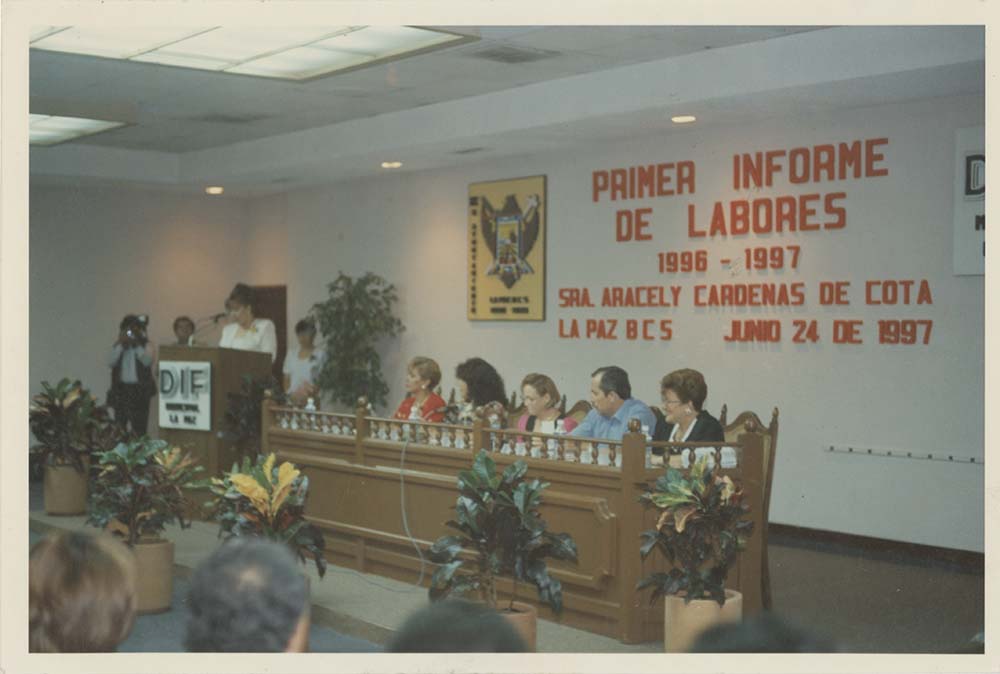 PRIMER INFORME
DE LABORES
1996 - 1997
SRA. ARACELY CARDENAS DE COTA
LA PAZ B C S JUNIO 24 DE 1997
DIF
MUNICIPAL
LA PAZ